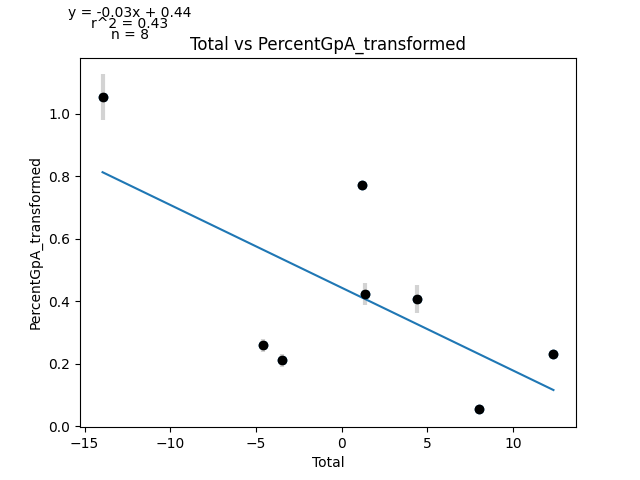 y = -0.03x + 0.44
r^2 = 0.43
n = 8
Total vs PercentGpA_transformed
PercentGpA_transformed
1.0
0.8
0.6
0.4
0.2
0.0
−15
−10
−5
0
5
10
Total